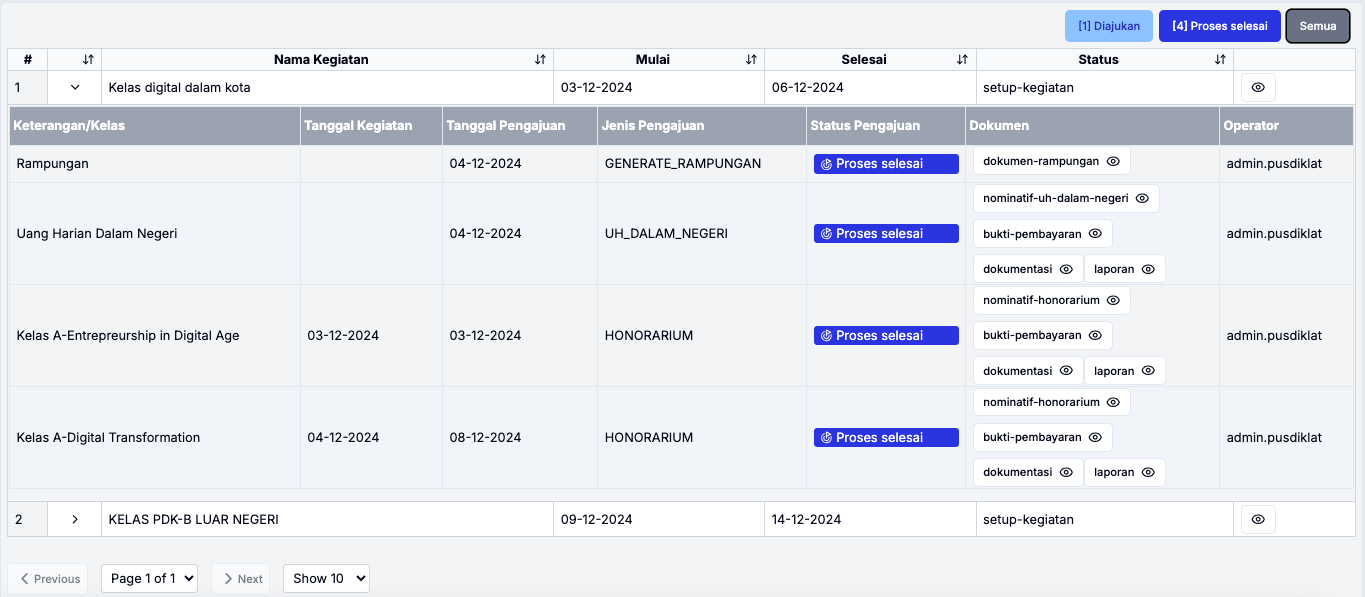 [1] Diajukan [4] Proses selesai Semua
# Nama Kegiatan Mulai Selesai Status
1 Kelas digital dalam kota 03-12-2024 06-12-2024 setup-kegiatan
Keterangan/Kelas Tanggal Kegiatan Tanggal Pengajuan Jenis Pengajuan Status Pengajuan Dokumen Operator
Rampungan 04-12-2024 GENERATE_RAMPUNGAN Proses selesai dokumen-rampungan admin.pusdiklat
nominatif-uh-dalam-negeri
Uang Harian Dalam Negeri 04-12-2024 UH_DALAM_NEGERI Proses selesai bukti-pembayaran admin.pusdiklat
dokumentasi laporan
nominatif-honorarium
Kelas A-Entrepreurship in Digital Age 03-12-2024 03-12-2024 HONORARIUM Proses selesai bukti-pembayaran admin.pusdiklat
dokumentasi laporan
nominatif-honorarium
Kelas A-Digital Transformation 04-12-2024 08-12-2024 HONORARIUM Proses selesai bukti-pembayaran admin.pusdiklat
dokumentasi laporan
2 KELAS PDK-B LUAR NEGERI 09-12-2024 14-12-2024 setup-kegiatan
Previous Page 1 of 1 Next Show 10